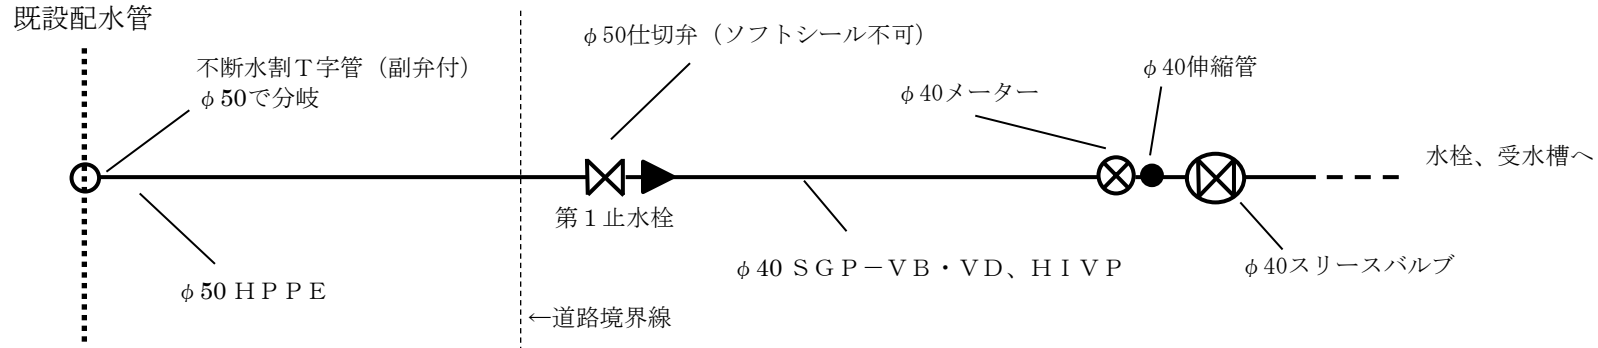 既設配水管
不断水割Ｔ字管（副弁付）
φ50で分岐
φ50仕切弁（ソフトシール不可）
φ40メーター
φ40伸縮管
水栓、受水槽へ
第１止水栓
φ40 ＳＧＰ－ＶＢ・ＶＤ、ＨＩＶＰ
φ40スリースバルブ
φ50 ＨＰＰＥ
←道路境界線